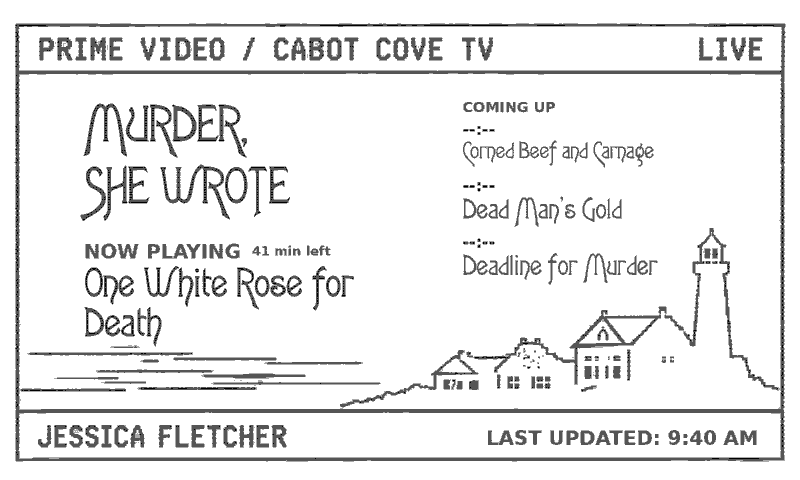 PRIME VIDEO / CABOT COVE TV
LIVE
MURDER,
SHE WROTE
NOW PLAYING 41 min left
One White Rose for
Death
COMING UP
--:--
Corned Beef and Carnage
--:--
Dead Man's Gold
--:--
Deadline for Murder
JESSICA FLETCHER
LAST UPDATED: 9:40 AM